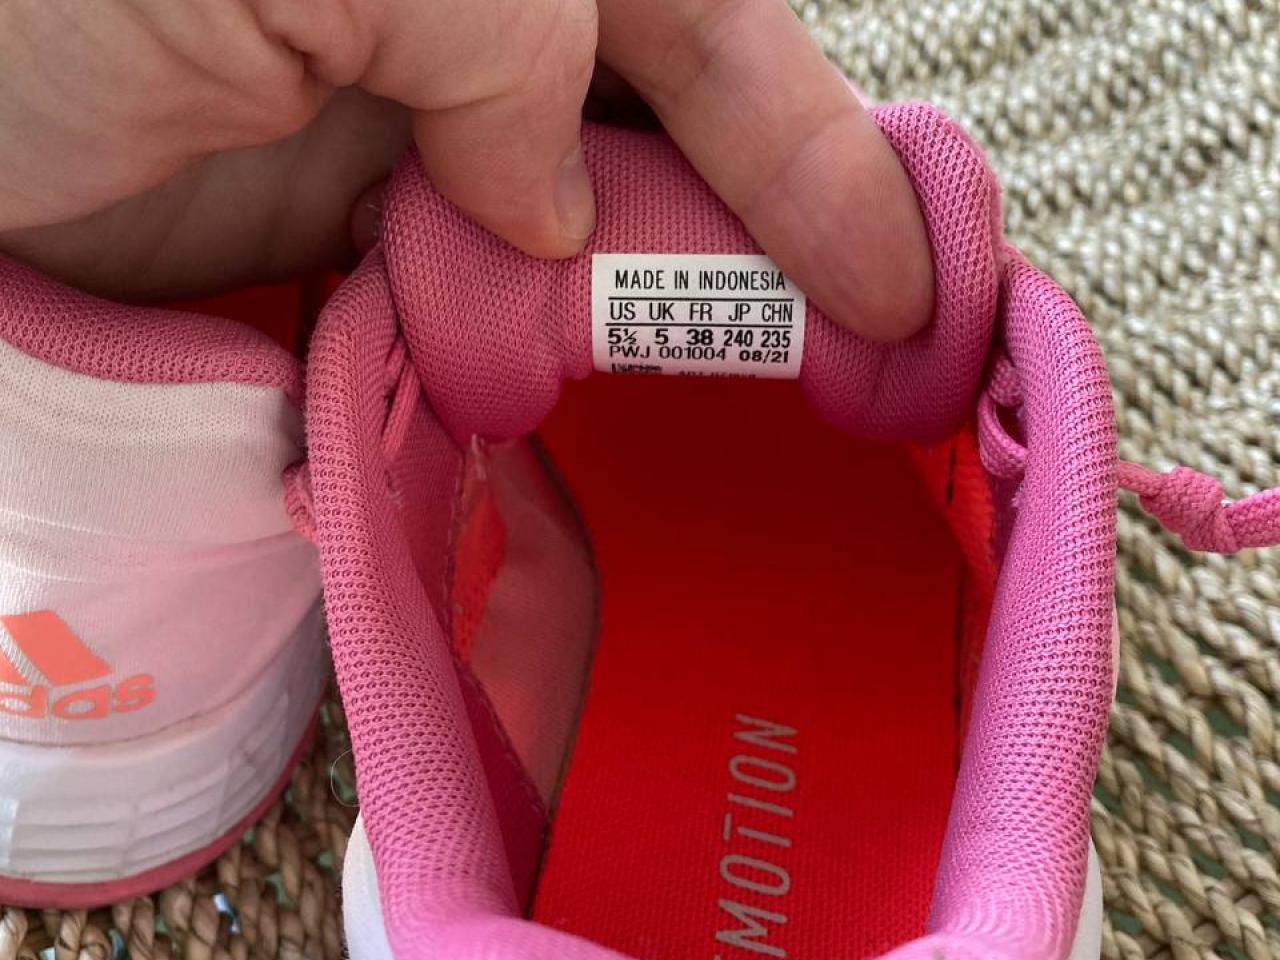 MADE IN INDONESIA
US UK FR JP CHN
5½ 5 38 240 235
PWJ 001004 08/21
MOTION
adidas